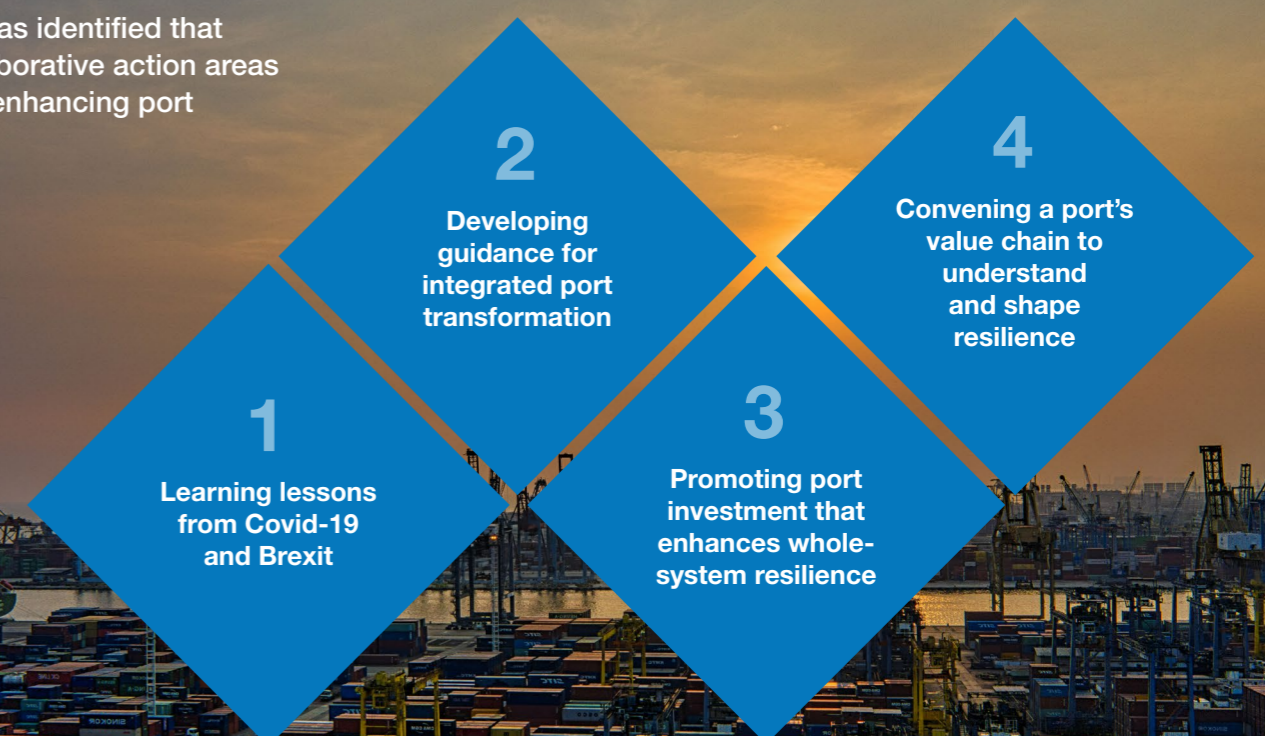 as identified that
borative action areas
enhancing port
1
Learning lessons
from Covid-19
and Brexit
2
Developing
guidance for
integrated port
transformation
3
Promoting port
investment that
enhances whole-
system resilience
4
Convening a port's
value chain to
understand
and shape
resilience